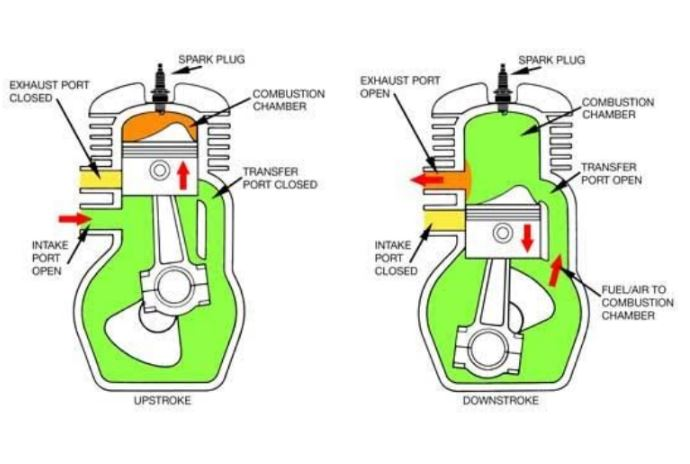 SPARK PLUG
EXHAUST PORT
CLOSED
COMBUSTION
CHAMBER
TRANSFER
PORT CLOSED
INTAKE
PORT
OPEN
UPSTROKE
SPARK PLUG
EXHAUST PORT
OPEN
COMBUSTION
CHAMBER
TRANSFER
PORT OPEN
INTAKE
PORT
CLOSED
FUEL/AIR TO
COMBUSTION
CHAMBER
DOWNSTROKE